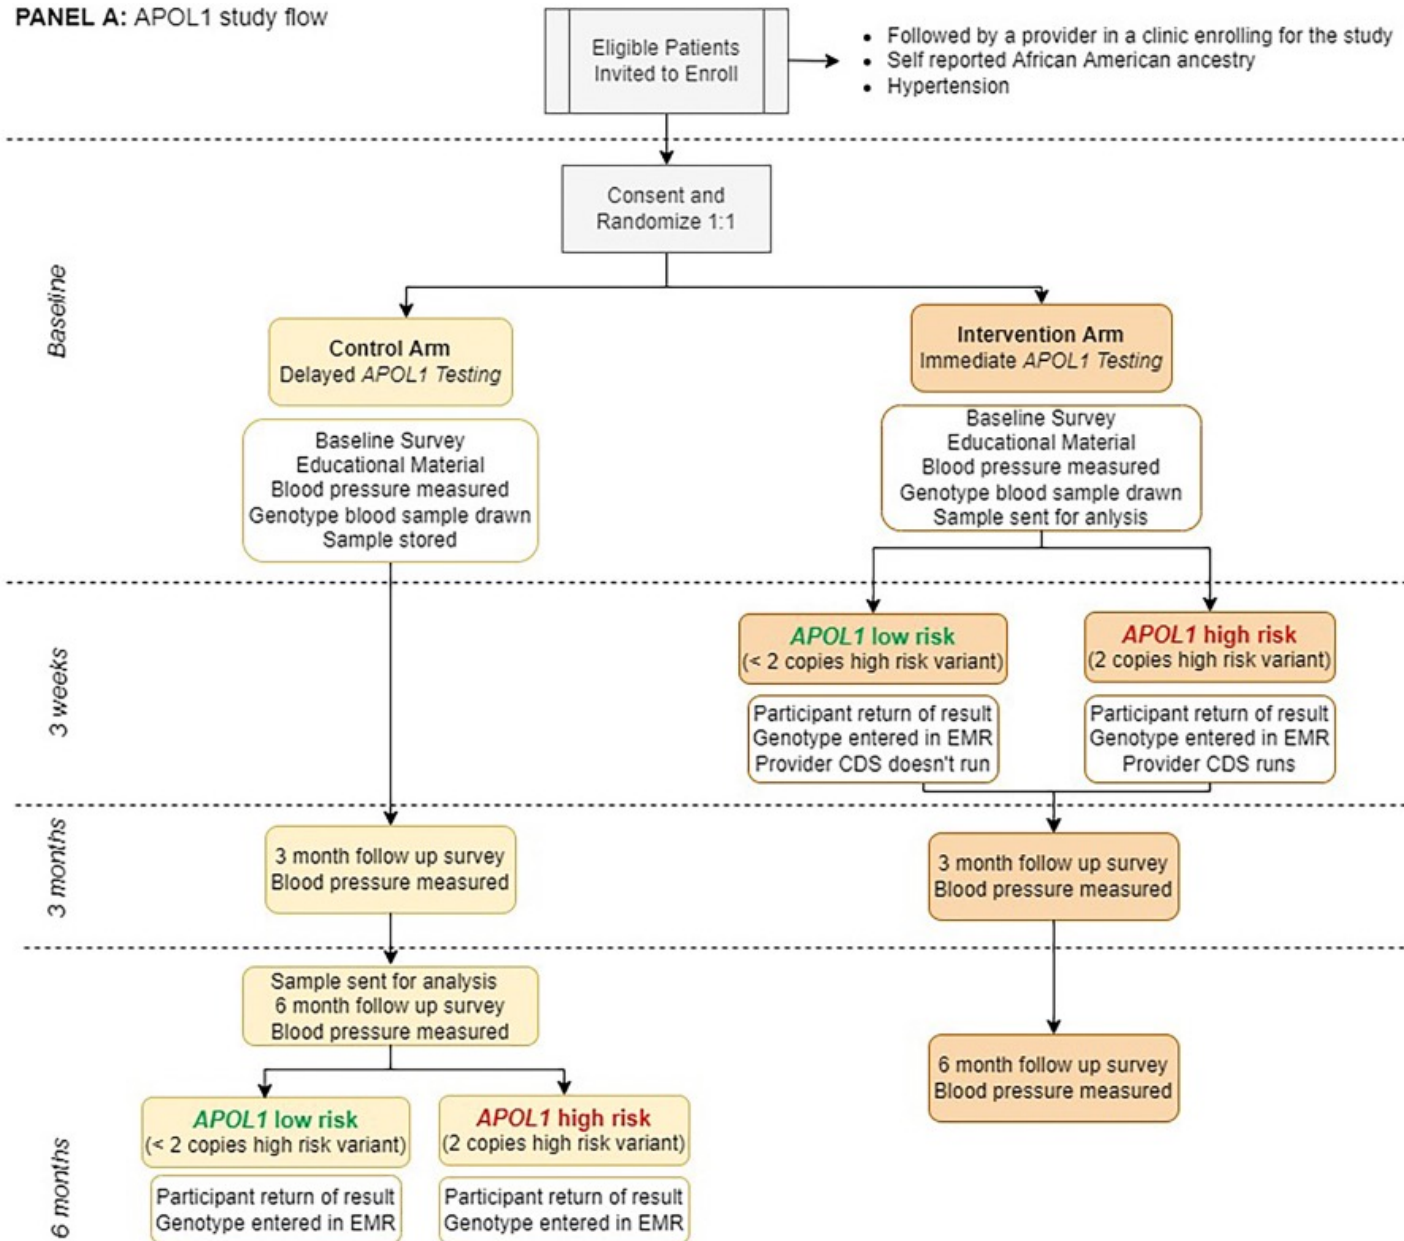 PANEL A: APOL1 study flow
Eligible Patients
Invited to Enroll
• Followed by a provider in a clinic enrolling for the study
• Self reported African American ancestry
• Hypertension
Baseline
Consent and
Randomize 1:1
Control Arm
Delayed APOL1 Testing
Baseline Survey
Educational Material
Blood pressure measured
Genotype blood sample drawn
Sample stored
Intervention Arm
Immediate APOL1 Testing
Baseline Survey
Educational Material
Blood pressure measured
Genotype blood sample drawn
Sample sent for anlysis
3 weeks
APOL1 low risk
(< 2 copies high risk variant)
Participant return of result
Genotype entered in EMR
Provider CDS doesn't run
APOL1 high risk
(2 copies high risk variant)
Participant return of result
Genotype entered in EMR
Provider CDS runs
3 months
3 month follow up survey
Blood pressure measured
3 month follow up survey
Blood pressure measured
6 months
Sample sent for analysis
6 month follow up survey
Blood pressure measured
APOL1 low risk
(< 2 copies high risk variant)
Participant return of result
Genotype entered in EMR
APOL1 high risk
(2 copies high risk variant)
Participant return of result
Genotype entered in EMR
6 month follow up survey
Blood pressure measured